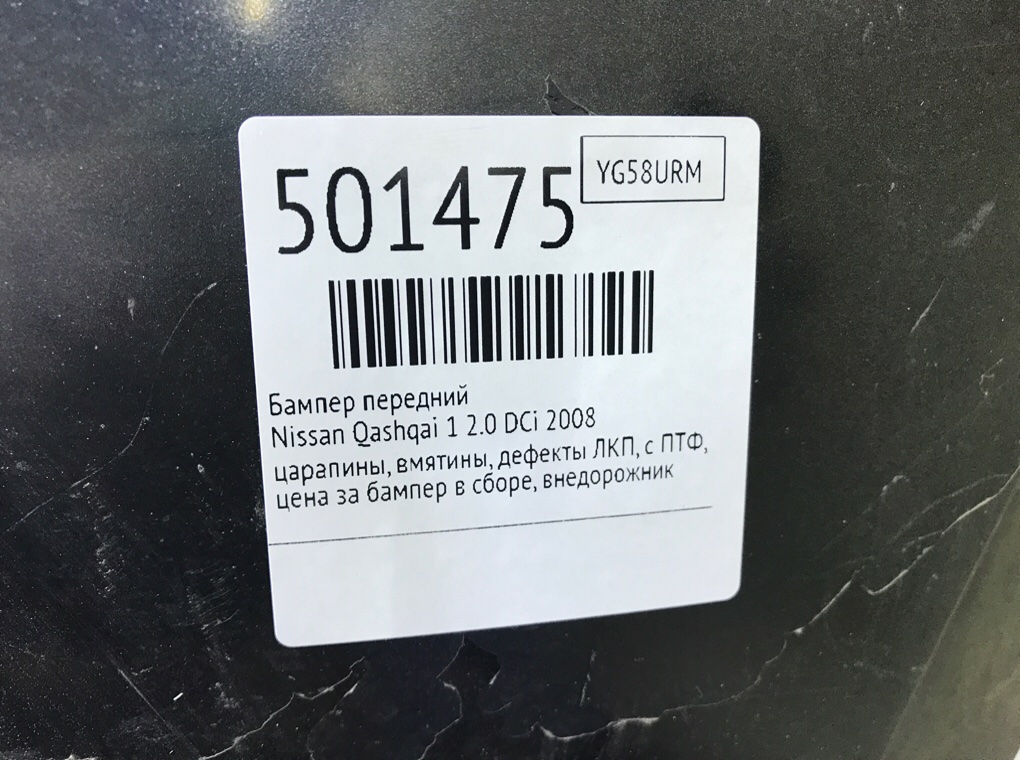 501475
YG58URM
Бампер передний
Nissan Qashqai 1 2.0 DCi 2008
царапины, вмятины, дефекты ЛКП, с ПТФ,
цена за бампер в сборе, внедорожник